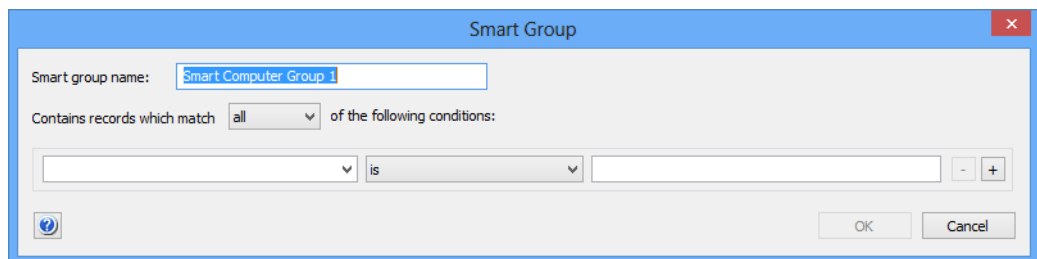 Smart Group
Smart group name: Smart Computer Group 1
Contains records which match all of the following conditions:
is - +
OK Cancel